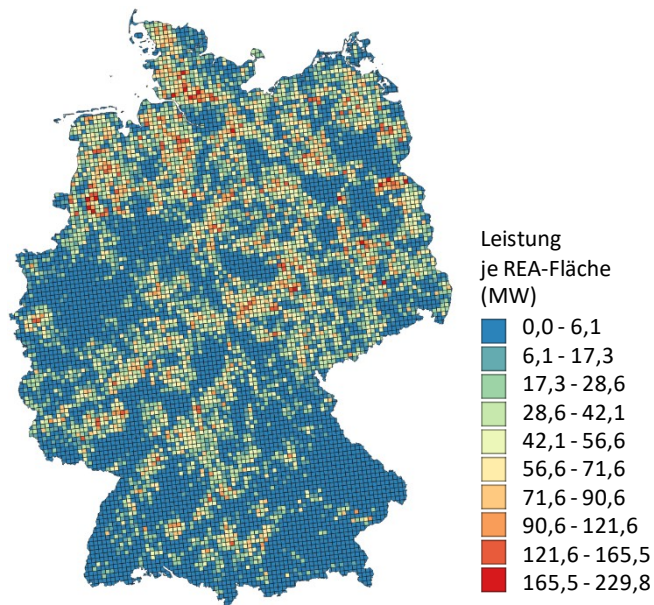 Leistung
je REA-Fläche
(MW)
0,0 - 6,1
6,1 - 17,3
17,3 - 28,6
28,6 - 42,1
42,1 - 56,6
56,6 - 71,6
71,6 - 90,6
90,6 - 121,6
121,6 - 165,5
165,5 - 229,8